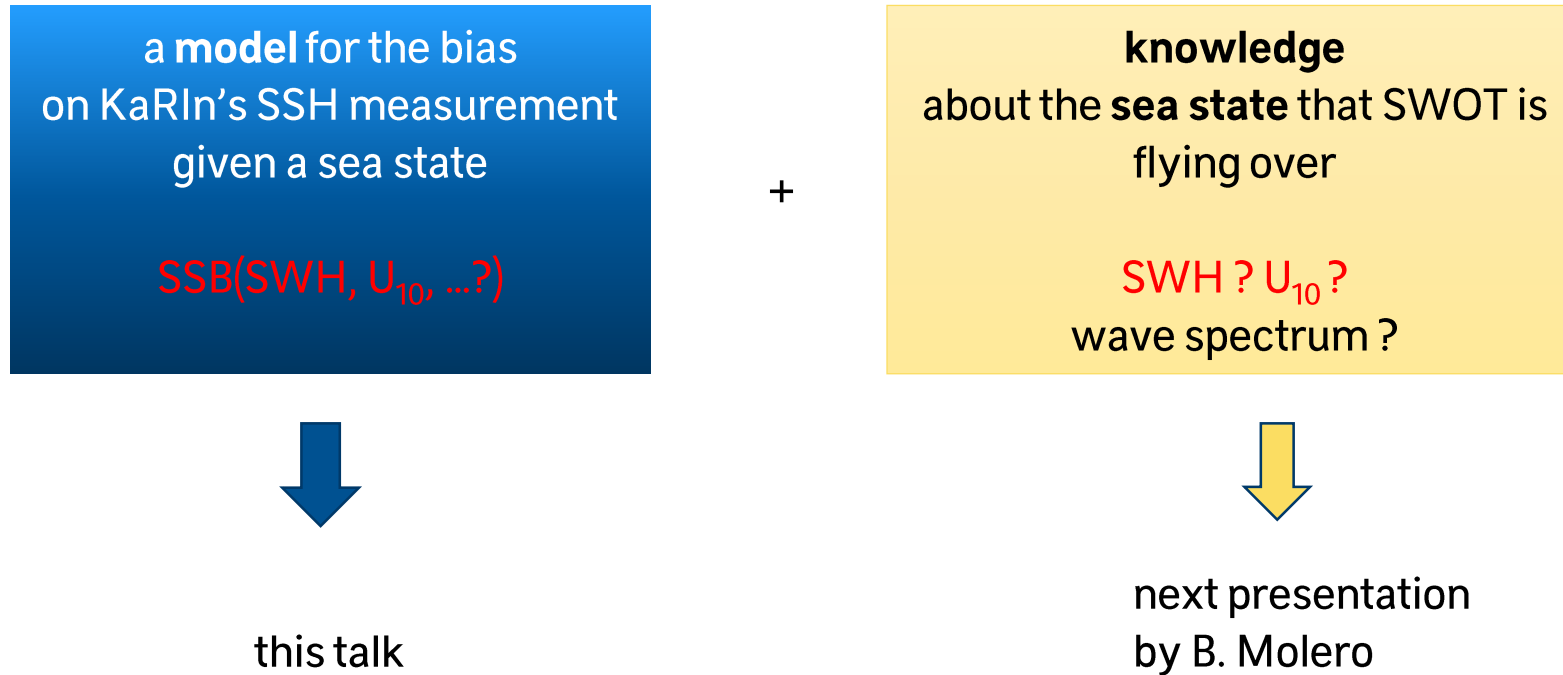 a model for the bias
on KaRIn's SSH measurement
given a sea state
SSB(SWH, U₁₀, ...?)
+
knowledge
about the sea state that SWOT is
flying over
SWH ? U₁₀ ?
wave spectrum ?
this talk
next presentation
by B. Molero